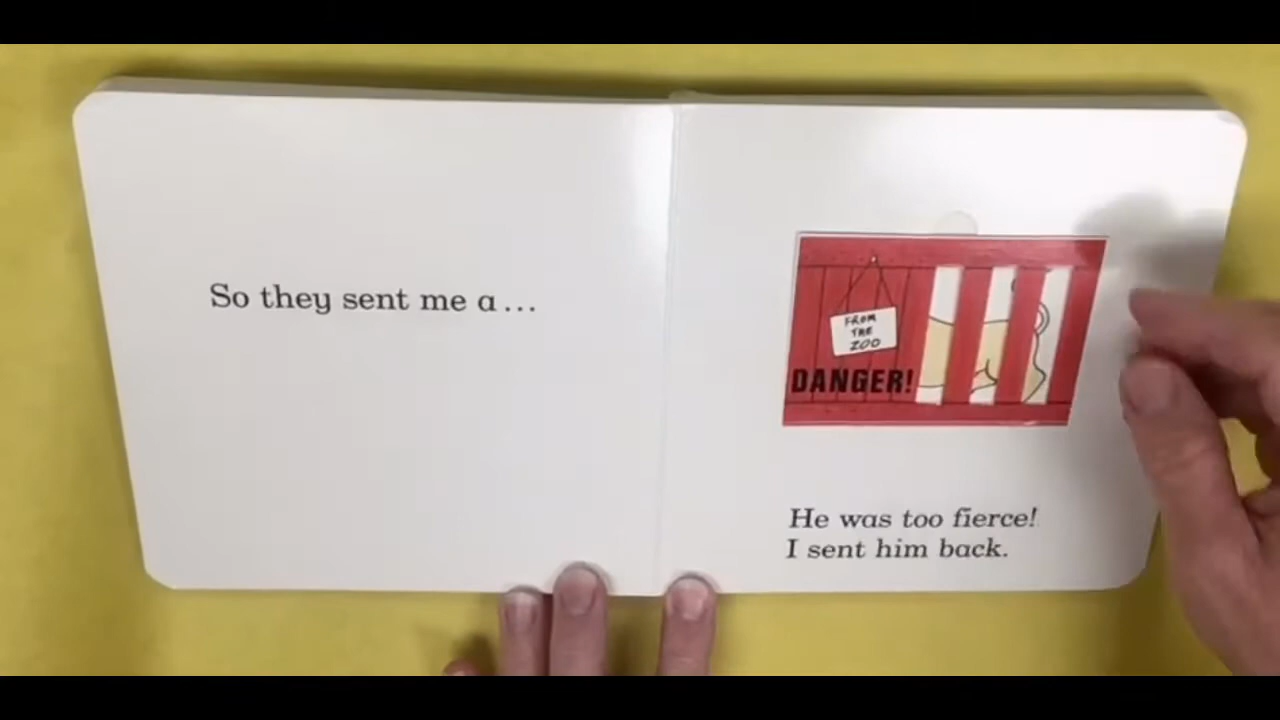 So they sent me a...
FROM
THE
ZOO
DANGER!
He was too fierce!
I sent him back.